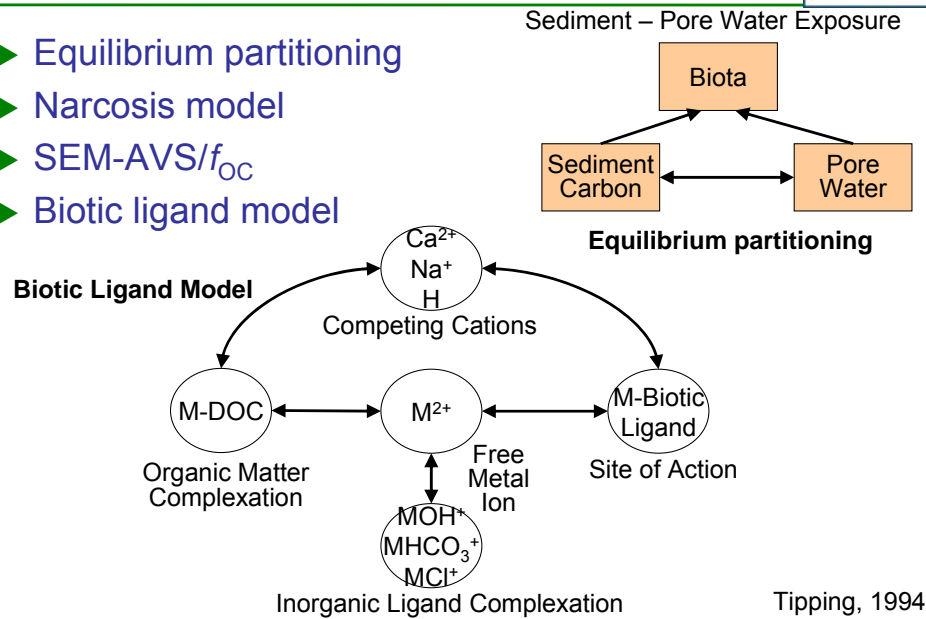 Sediment – Pore Water Exposure
Equilibrium partitioning
Narcosis model
SEM-AVS/f_OC
Biotic ligand model
Biota
Sediment
Carbon
Pore
Water
Equilibrium partitioning
Biotic Ligand Model
Ca²⁺
Na⁺
H
Competing Cations
M-DOC
Organic Matter
Complexation
M²⁺
Free
Metal
Ion
M-Biotic
Ligand
Site of Action
MOH⁺
MHCO₃⁺
MCl⁺
Inorganic Ligand Complexation
Tipping, 1994